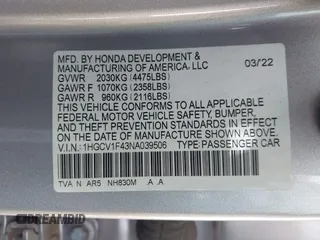 MFD. BY HONDA DEVELOPMENT &
MANUFACTURING OF AMERICA, LLC
03/22
GVWR 2030KG (4475LBS)
GAWR F 1070KG (2358LBS)
GAWR R 960KG (2116LBS)
THIS VEHICLE CONFORMS TO ALL APPLICABLE
FEDERAL MOTOR VEHICLE SAFETY, BUMPER,
AND THEFT PREVENTION STANDARDS IN EFFECT
ON THE DATE OF MANUFACTURE SHOWN ABOVE.
V.I.N.: 1HGCV1F43NA039506 TYPE: PASSENGER CAR
TVA N AR5 NH830M A .A
AUTOBIDMASTER